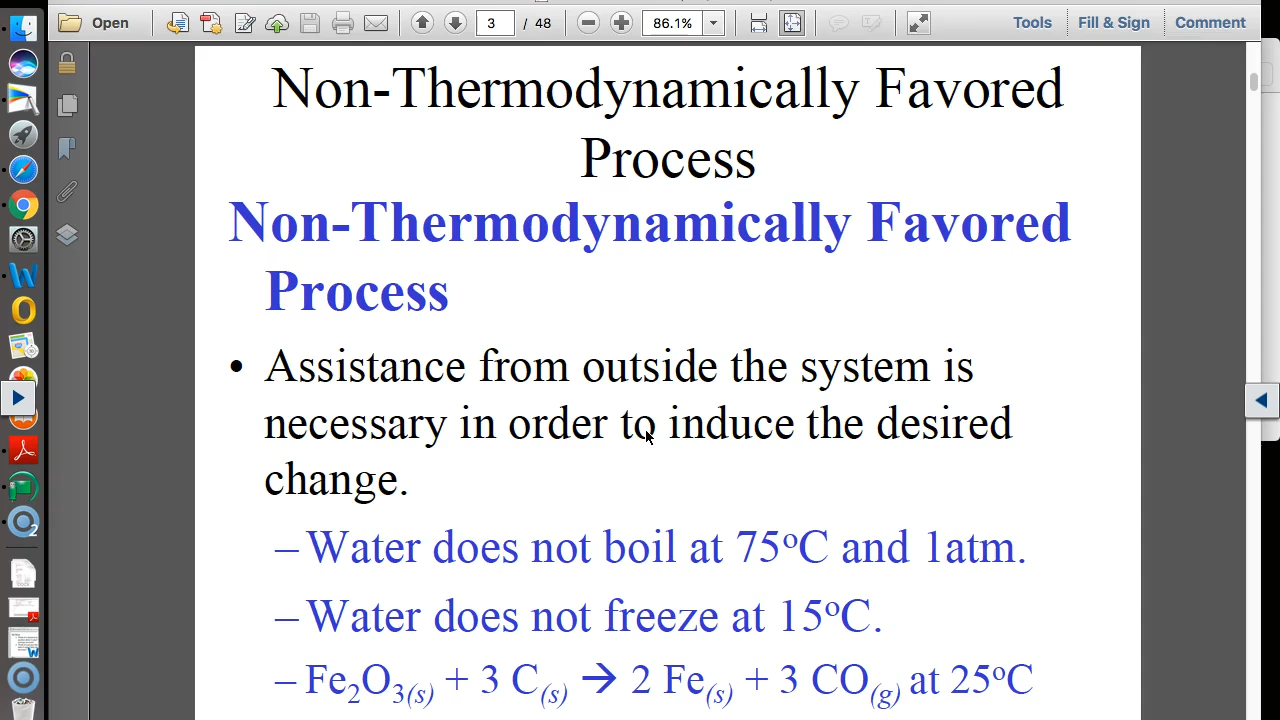 Open 3 / 48 86.1% Tools Fill & Sign Comment
Non-Thermodynamically Favored
Process
Non-Thermodynamically Favored
Process
• Assistance from outside the system is
necessary in order to induce the desired
change.
– Water does not boil at 75°C and 1atm.
– Water does not freeze at 15°C.
– Fe₂O₃(s) + 3 C(s) → 2 Fe(s) + 3 CO(g) at 25°C